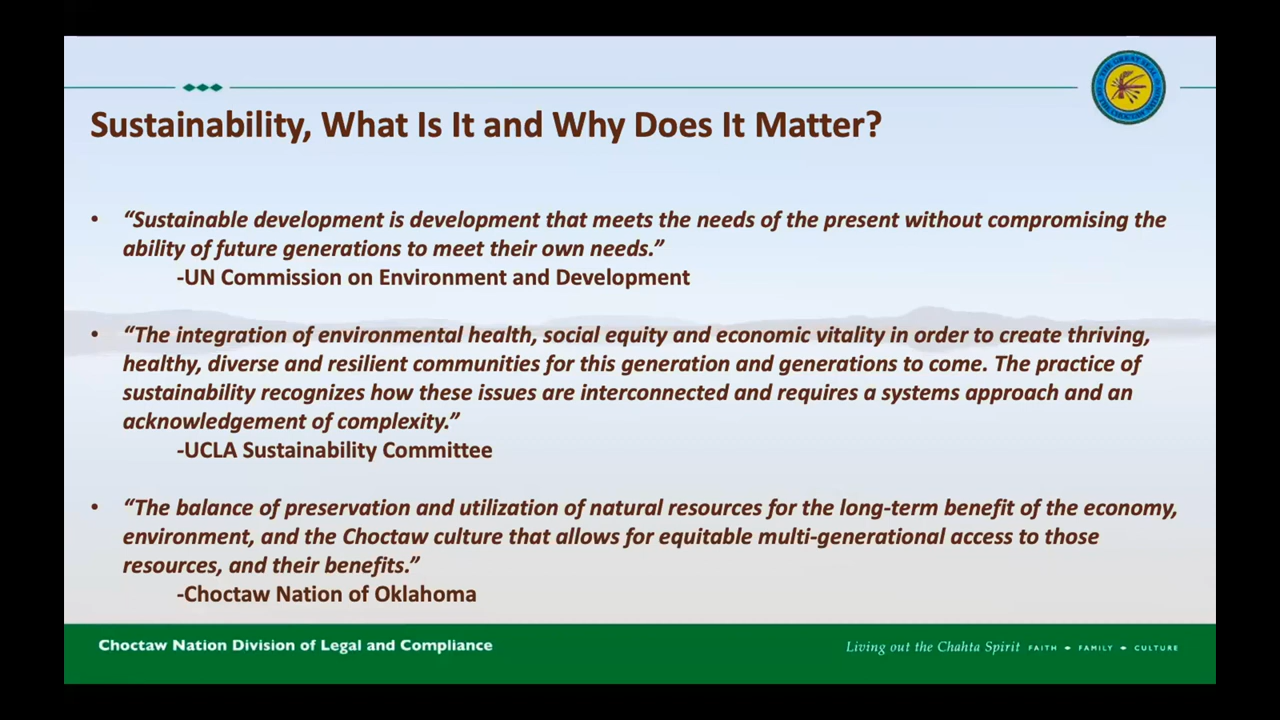 Sustainability, What Is It and Why Does It Matter?
• “Sustainable development is development that meets the needs of the present without compromising the
ability of future generations to meet their own needs.”
-UN Commission on Environment and Development
• “The integration of environmental health, social equity and economic vitality in order to create thriving,
healthy, diverse and resilient communities for this generation and generations to come. The practice of
sustainability recognizes how these issues are interconnected and requires a systems approach and an
acknowledgement of complexity.”
-UCLA Sustainability Committee
• “The balance of preservation and utilization of natural resources for the long-term benefit of the economy,
environment, and the Choctaw culture that allows for equitable multi-generational access to those
resources, and their benefits.”
-Choctaw Nation of Oklahoma
Choctaw Nation Division of Legal and Compliance
Living out the Chahta Spirit FAITH FAMILY CULTURE